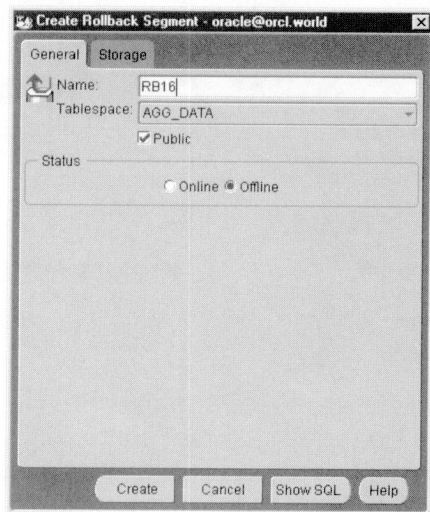 Create Rollback Segment - oracle@orcl.world
General Storage
Name: RB16
Tablespace: AGG_DATA
Public
Status
Online Offline
Create Cancel Show SQL Help